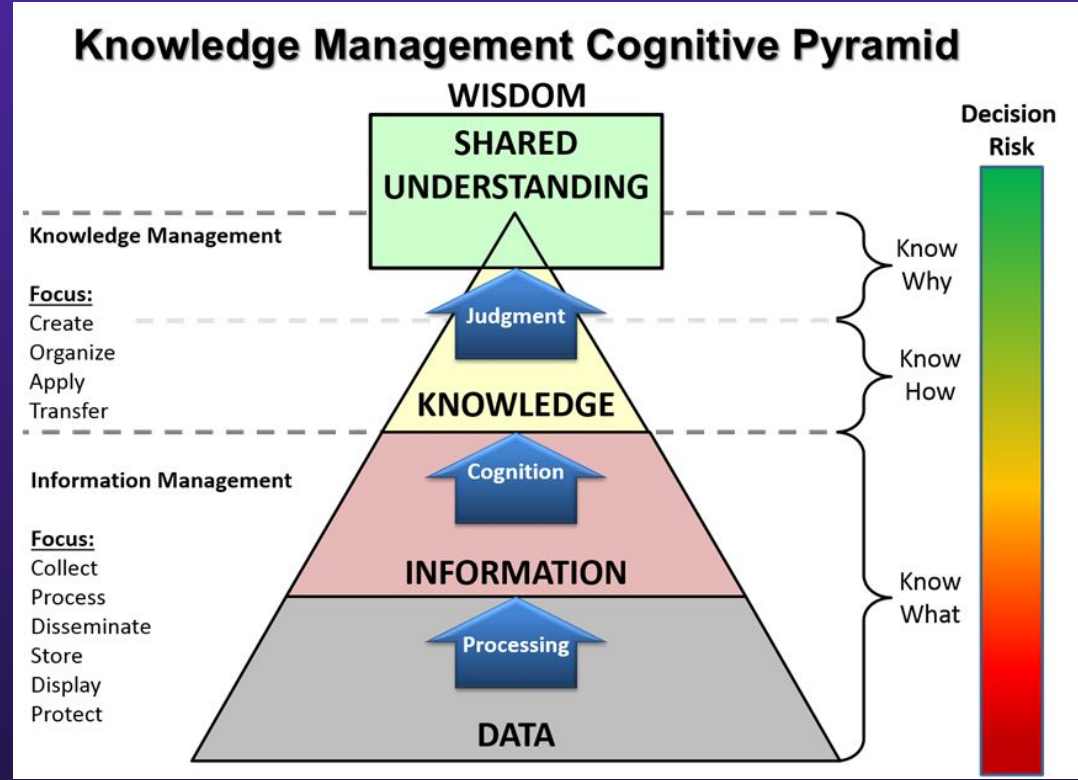 Knowledge Management Cognitive Pyramid
WISDOM
SHARED
UNDERSTANDING
Decision
Risk
Knowledge Management
Focus:
Create
Organize
Apply
Transfer
Judgment
KNOWLEDGE
Know
Why
Know
How
Information Management
Focus:
Collect
Process
Disseminate
Store
Display
Protect
Cognition
INFORMATION
Processing
DATA
Know
What